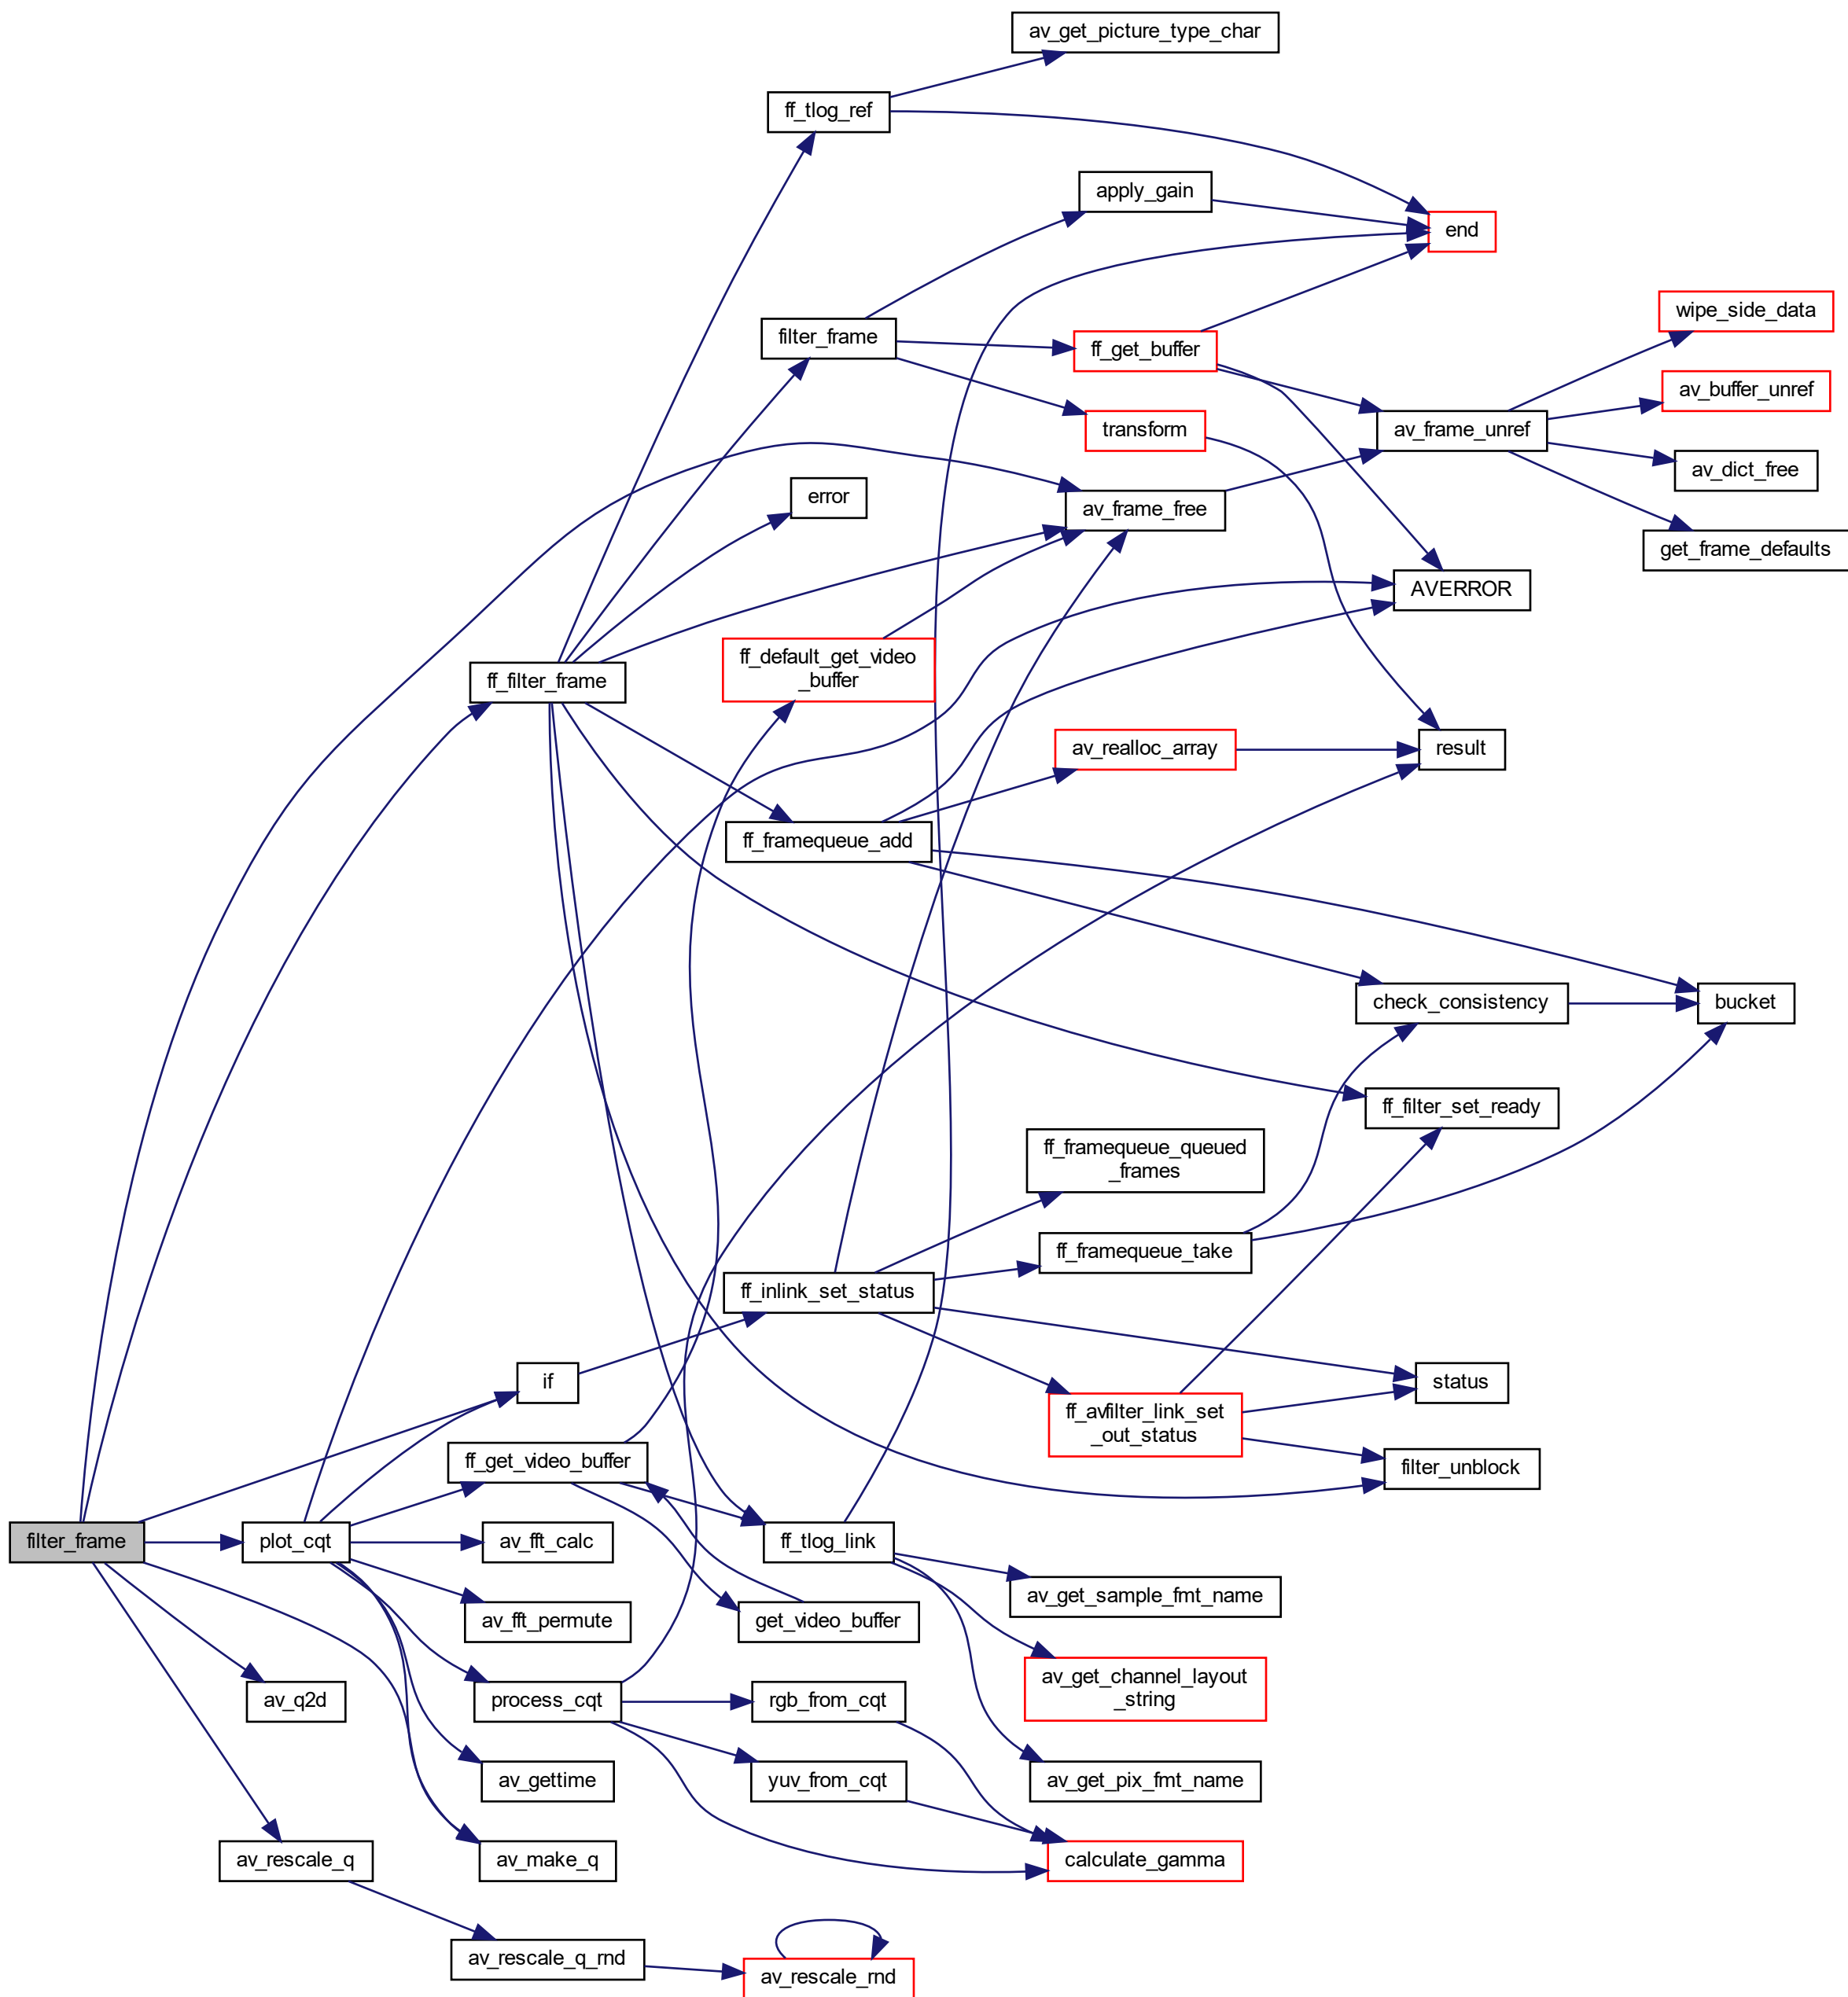 av_get_picture_type_char
ff_tlog_ref
apply_gain
end
wipe_side_data
filter_frame
ff_get_buffer
av_buffer_unref
transform
av_frame_unref
av_dict_free
error
av_frame_free
get_frame_defaults
AVERROR
ff_filter_frame
ff_default_get_video
_buffer
av_realloc_array
result
ff_framequeue_add
check_consistency
bucket
ff_filter_set_ready
ff_framequeue_queued
_frames
ff_framequeue_take
ff_inlink_set_status
if
status
ff_avfilter_link_set
_out_status
ff_get_video_buffer
filter_unblock
filter_frame
plot_cqt
av_fft_calc
ff_tlog_link
av_get_sample_fmt_name
av_fft_permute
get_video_buffer
av_get_channel_layout
_string
av_q2d
process_cqt
rgb_from_cqt
av_gettime
yuv_from_cqt
av_get_pix_fmt_name
av_rescale_q
av_make_q
calculate_gamma
av_rescale_q_rnd
av_rescale_rnd